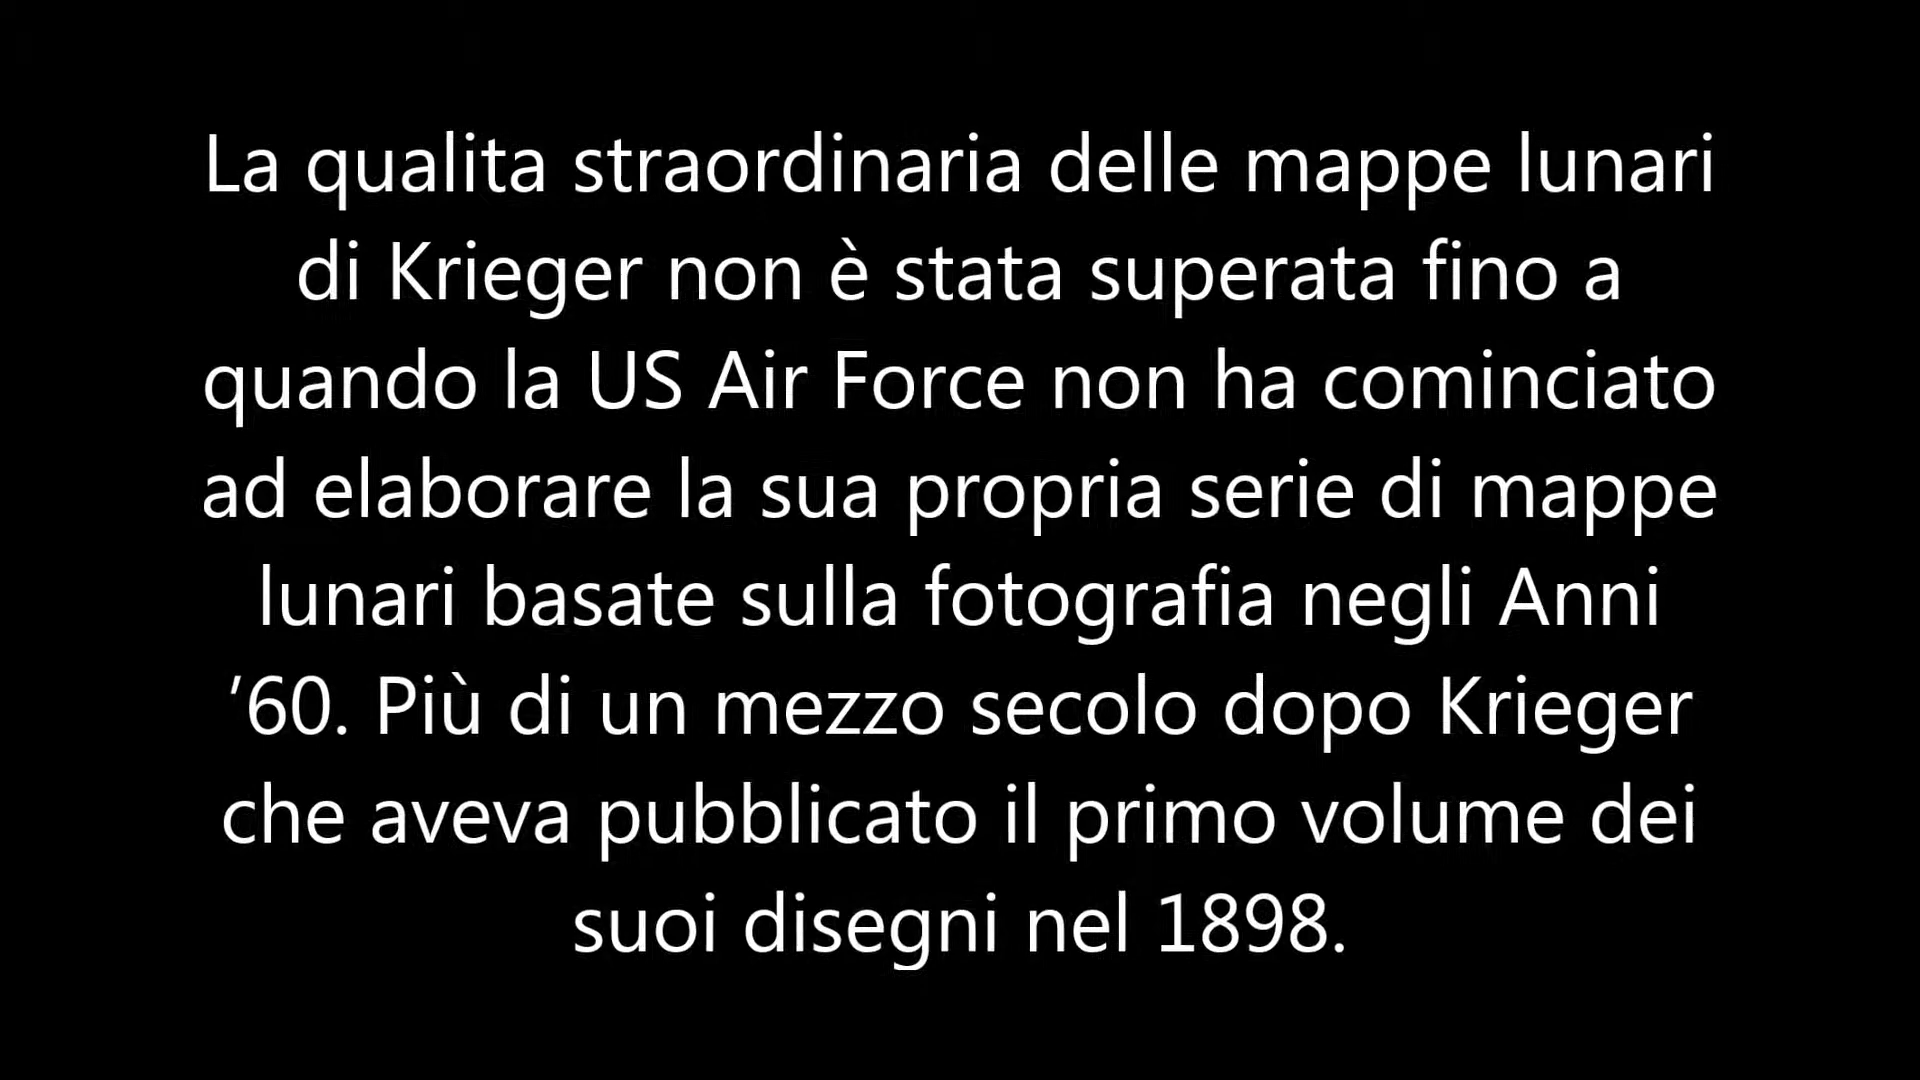 La qualita straordinaria delle mappe lunari
di Krieger non è stata superata fino a
quando la US Air Force non ha cominciato
ad elaborare la sua propria serie di mappe
lunari basate sulla fotografia negli Anni
’60. Più di un mezzo secolo dopo Krieger
che aveva pubblicato il primo volume dei
suoi disegni nel 1898.